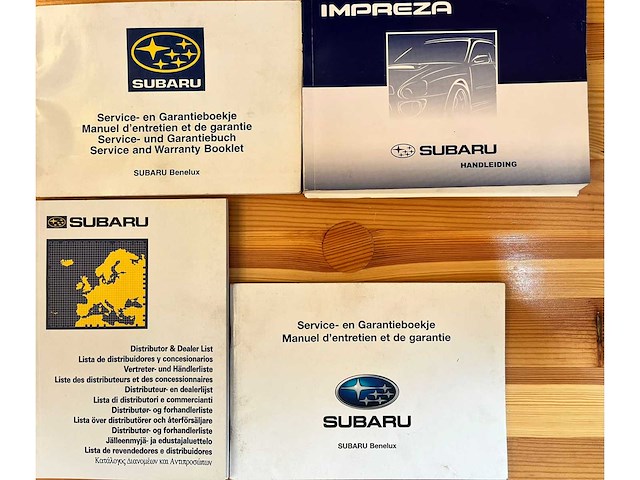 SUBARU
Service- en Garantieboekje
Manuel d'entretien et de garantie
Service- und Garantiebuch
Service and Warranty Booklet
SUBARU Benelux
IMPREZA
SUBARU
HANDLEIDING
SUBARU
Distributor & Dealer List
Lista de distribuidores y concesionarios
Vertreter- und Händlerliste
Liste des distributeurs et des concessionnaires
Distributeur- en dealerlijst
Lista di distributori e commercianti
Distributør- og forhandlerliste
Lista över distributörer och återförsäljare
Distributør- og forhandlerliste
Jälleenmyjä- ja edustajaluettelo
Lista de revendedores e distribuidores
Κατάλογος Διανομέων και Αντιπροσώπων
Service- en Garantieboekje
Manuel d'entretien et de garantie
SUBARU
SUBARU Benelux